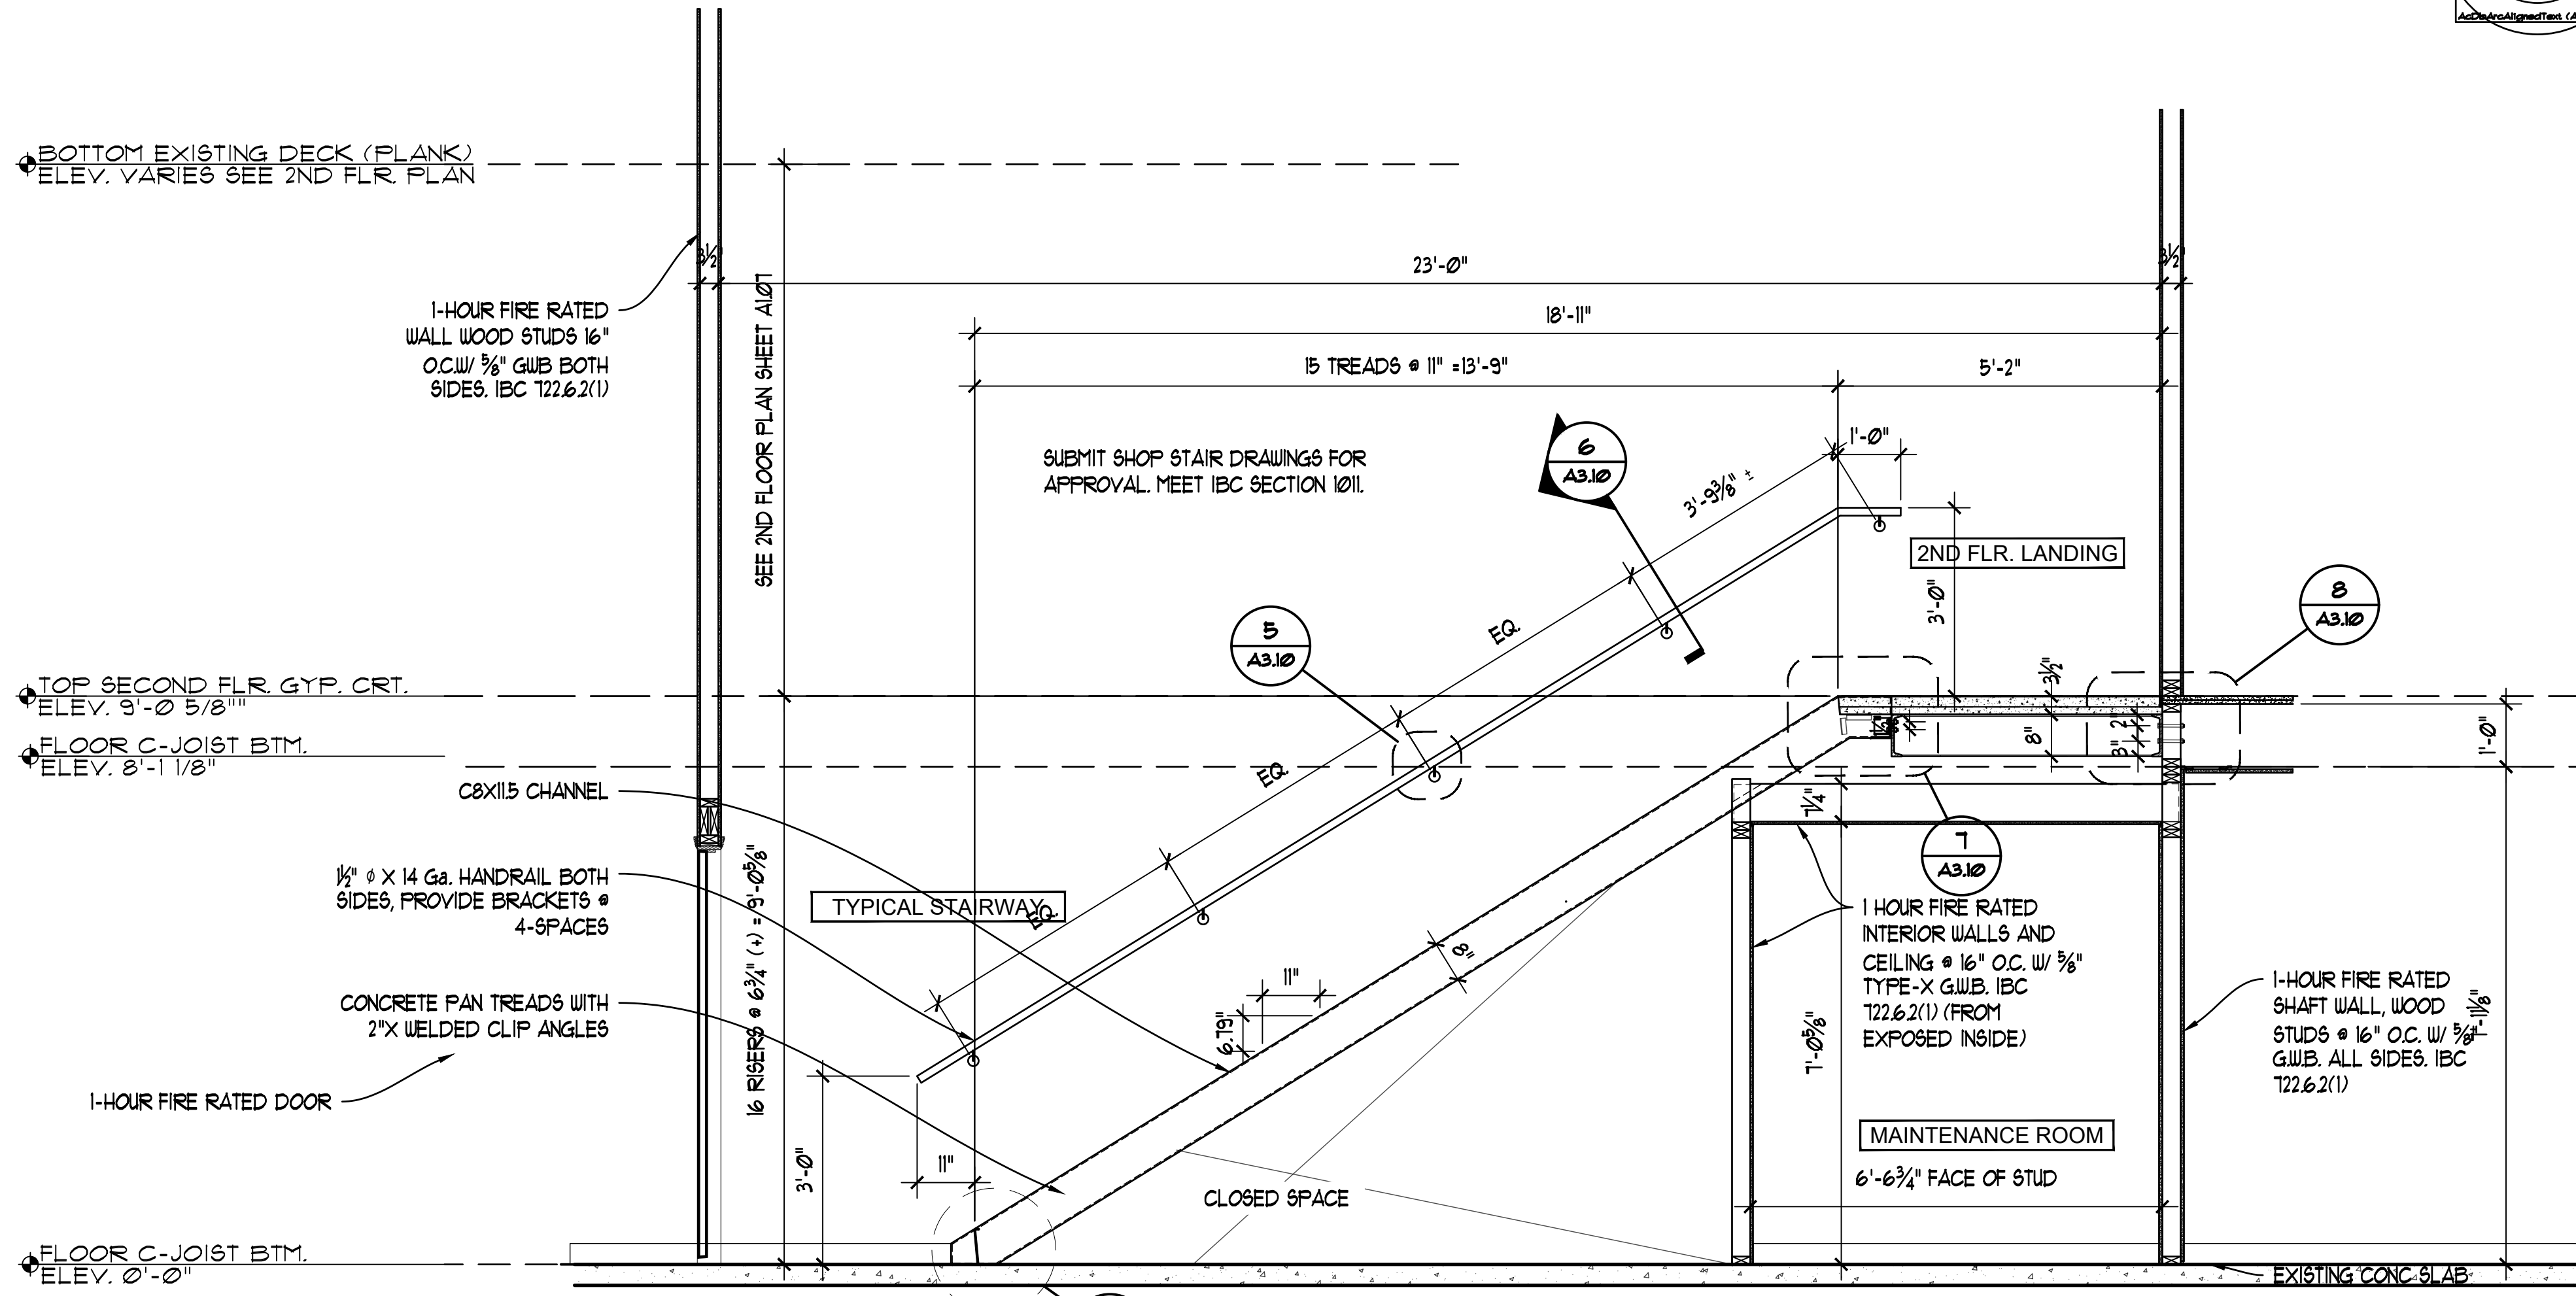 AcDbArcAlignedText
BOTTOM EXISTING DECK (PLANK)
ELEV. VARIES SEE 2ND FLR. PLAN
3½"
23'-0"
3½"
1-HOUR FIRE RATED
WALL WOOD STUDS 16"
O.C.W/ ⅝" GWB BOTH
SIDES. IBC 722.6.2(1)
SEE 2ND FLOOR PLAN SHEET A1.07
18'-11"
15 TREADS @ 11" =13'-9"
5'-2"
SUBMIT SHOP STAIR DRAWINGS FOR
APPROVAL. MEET IBC SECTION 1011.
6
A3.10
3'-9⅜" ±
1'-0"
2ND FLR. LANDING
3'-0"
5
A3.10
EQ.
8
A3.10
TOP SECOND FLR. GYP. CRT.
ELEV. 9'-0 5/8""
3½"
FLOOR C-JOIST BTM.
ELEV. 8'-1 1/8"
8"
2"
3"
1'-0"
EQ.
C8X11.5 CHANNEL
7¼"
7
A3.10
1½" φ X 14 Ga. HANDRAIL BOTH
SIDES, PROVIDE BRACKETS @
4-SPACES
16 RISERS @ 6¾" (+) = 9'-0⅝"
TYPICAL STAIRWAY
EQ.
8"
1 HOUR FIRE RATED
INTERIOR WALLS AND
CEILING @ 16" O.C. W/ ⅝"
TYPE-X G.W.B. IBC
722.6.2(1) (FROM
EXPOSED INSIDE)
CONCRETE PAN TREADS WITH
2"X WELDED CLIP ANGLES
11"
6.79"
7'-0⅝"
1-HOUR FIRE RATED
SHAFT WALL, WOOD
STUDS @ 16" O.C. W/ ⅝"
G.W.B. ALL SIDES. IBC
722.6.2(1)
1-HOUR FIRE RATED DOOR
3'-0"
11"
MAINTENANCE ROOM
6'-6¾" FACE OF STUD
CLOSED SPACE
FLOOR C-JOIST BTM.
ELEV. 0'-0"
EXISTING CONC SLAB